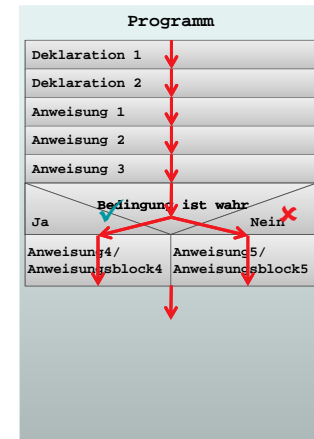 Programm
Deklaration 1
Deklaration 2
Anweisung 1
Anweisung 2
Anweisung 3
Bedingung ist wahr
Ja
Nein
Anweisung4/
Anweisungsblock4
Anweisung5/
Anweisungsblock5